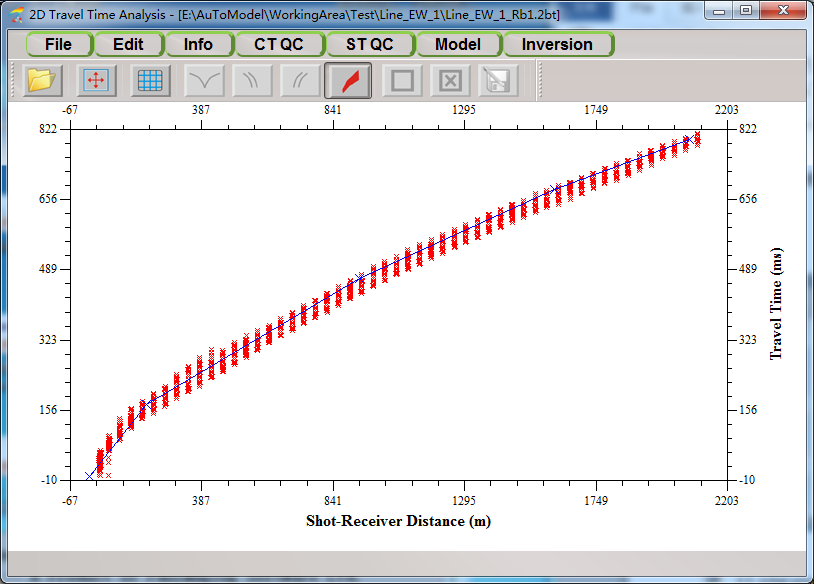 2D Travel Time Analysis - [E:\AuToModel\WorkingArea\Test\Line_EW_1\Line_EW_1_Rb1.2bt]
File Edit Info CT QC ST QC Model Inversion
-67 387 841 1295 1749 2203
822 822
656 656
489 489
323 323
156 156
-10 -10
Travel Time (ms)
-67 387 841 1295 1749 2203
Shot-Receiver Distance (m)